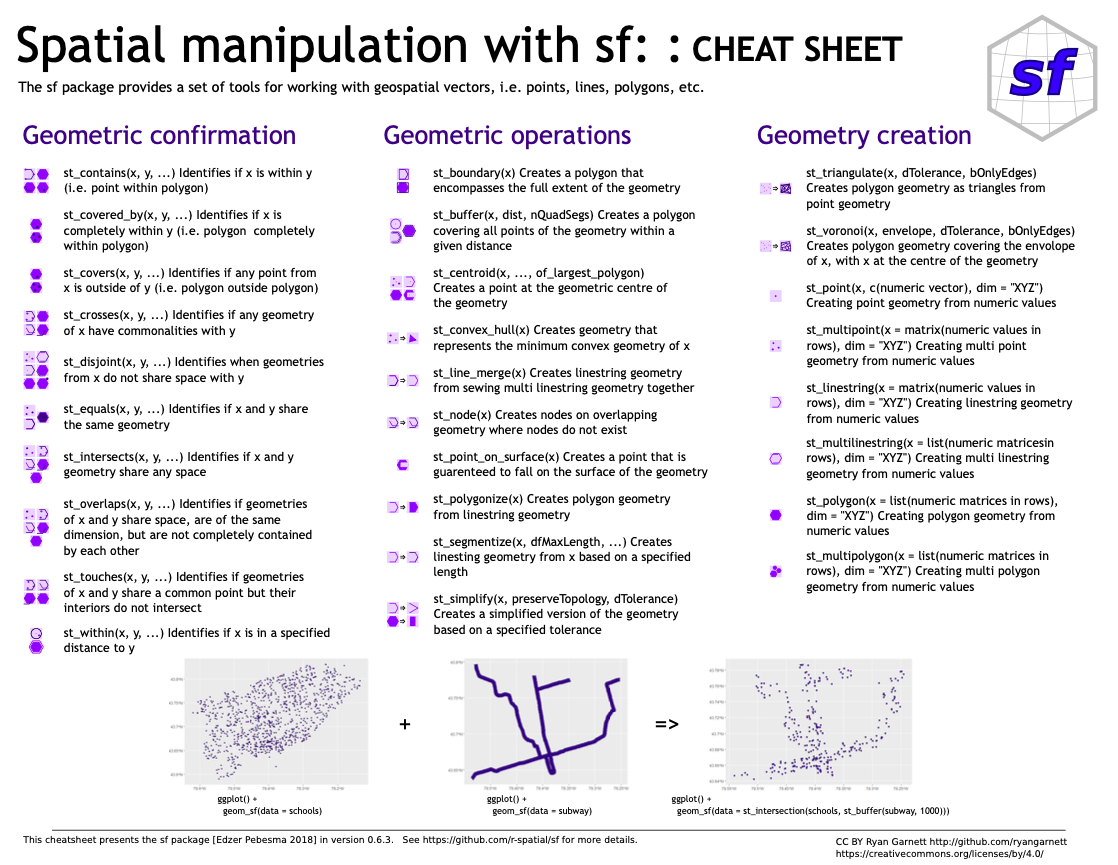 Spatial manipulation with sf: : CHEAT SHEET
The sf package provides a set of tools for working with geospatial vectors, i.e. points, lines, polygons, etc.
sf
Geometric confirmation
st_contains(x, y, ...) Identifies if x is within y
(i.e. point within polygon)
st_covered_by(x, y, ...) Identifies if x is
completely within y (i.e. polygon completely
within polygon)
st_covers(x, y, ...) Identifies if any point from
x is outside of y (i.e. polygon outside polygon)
st_crosses(x, y, ...) Identifies if any geometry
of x have commonalities with y
st_disjoint(x, y, ...) Identifies when geometries
from x do not share space with y
st_equals(x, y, ...) Identifies if x and y share
the same geometry
st_intersects(x, y, ...) Identifies if x and y
geometry share any space
st_overlaps(x, y, ...) Identifies if geometries
of x and y share space, are of the same
dimension, but are not completely contained
by each other
st_touches(x, y, ...) Identifies if geometries
of x and y share a common point but their
interiors do not intersect
st_within(x, y, ...) Identifies if x is in a specified
distance to y
Geometric operations
st_boundary(x) Creates a polygon that
encompasses the full extent of the geometry
st_buffer(x, dist, nQuadSegs) Creates a polygon
covering all points of the geometry within a
given distance
st_centroid(x, ..., of_largest_polygon)
Creates a point at the geometric centre of
the geometry
st_convex_hull(x) Creates geometry that
represents the minimum convex geometry of x
st_line_merge(x) Creates linestring geometry
from sewing multi linestring geometry together
st_node(x) Creates nodes on overlapping
geometry where nodes do not exist
st_point_on_surface(x) Creates a point that is
guarenteed to fall on the surface of the geometry
st_polygonize(x) Creates polygon geometry
from linestring geometry
st_segmentize(x, dfMaxLength, ...) Creates
linesting geometry from x based on a specified
length
st_simplify(x, preserveTopology, dTolerance)
Creates a simplified version of the geometry
based on a specified tolerance
Geometry creation
st_triangulate(x, dTolerance, bOnlyEdges)
Creates polygon geometry as triangles from
point geometry
st_voronoi(x, envelope, dTolerance, bOnlyEdges)
Creates polygon geometry covering the envolope
of x, with x at the centre of the geometry
st_point(x, c(numeric vector), dim = "XYZ")
Creating point geometry from numeric values
st_multipoint(x = matrix(numeric values in
rows), dim = "XYZ") Creating multi point
geometry from numeric values
st_linestring(x = matrix(numeric values in
rows), dim = "XYZ") Creating linestring geometry
from numeric values
st_multilinestring(x = list(numeric matricesin
rows), dim = "XYZ") Creating multi linestring
geometry from numeric values
st_polygon(x = list(numeric matrices in rows),
dim = "XYZ") Creating polygon geometry from
numeric values
st_multipolygon(x = list(numeric matrices in
rows), dim = "XYZ") Creating multi polygon
geometry from numeric values
+
=>
ggplot() +
geom_sf(data = schools)
ggplot() +
geom_sf(data = subway)
ggplot() +
geom_sf(data = st_intersection(schools, st_buffer(subway, 1000)))
This cheatsheet presents the sf package [Edzer Pebesma 2018] in version 0.6.3. See https://github.com/r-spatial/sf for more details.
CC BY Ryan Garnett http://github.com/ryangarnett
https://creativecommons.org/licenses/by/4.0/